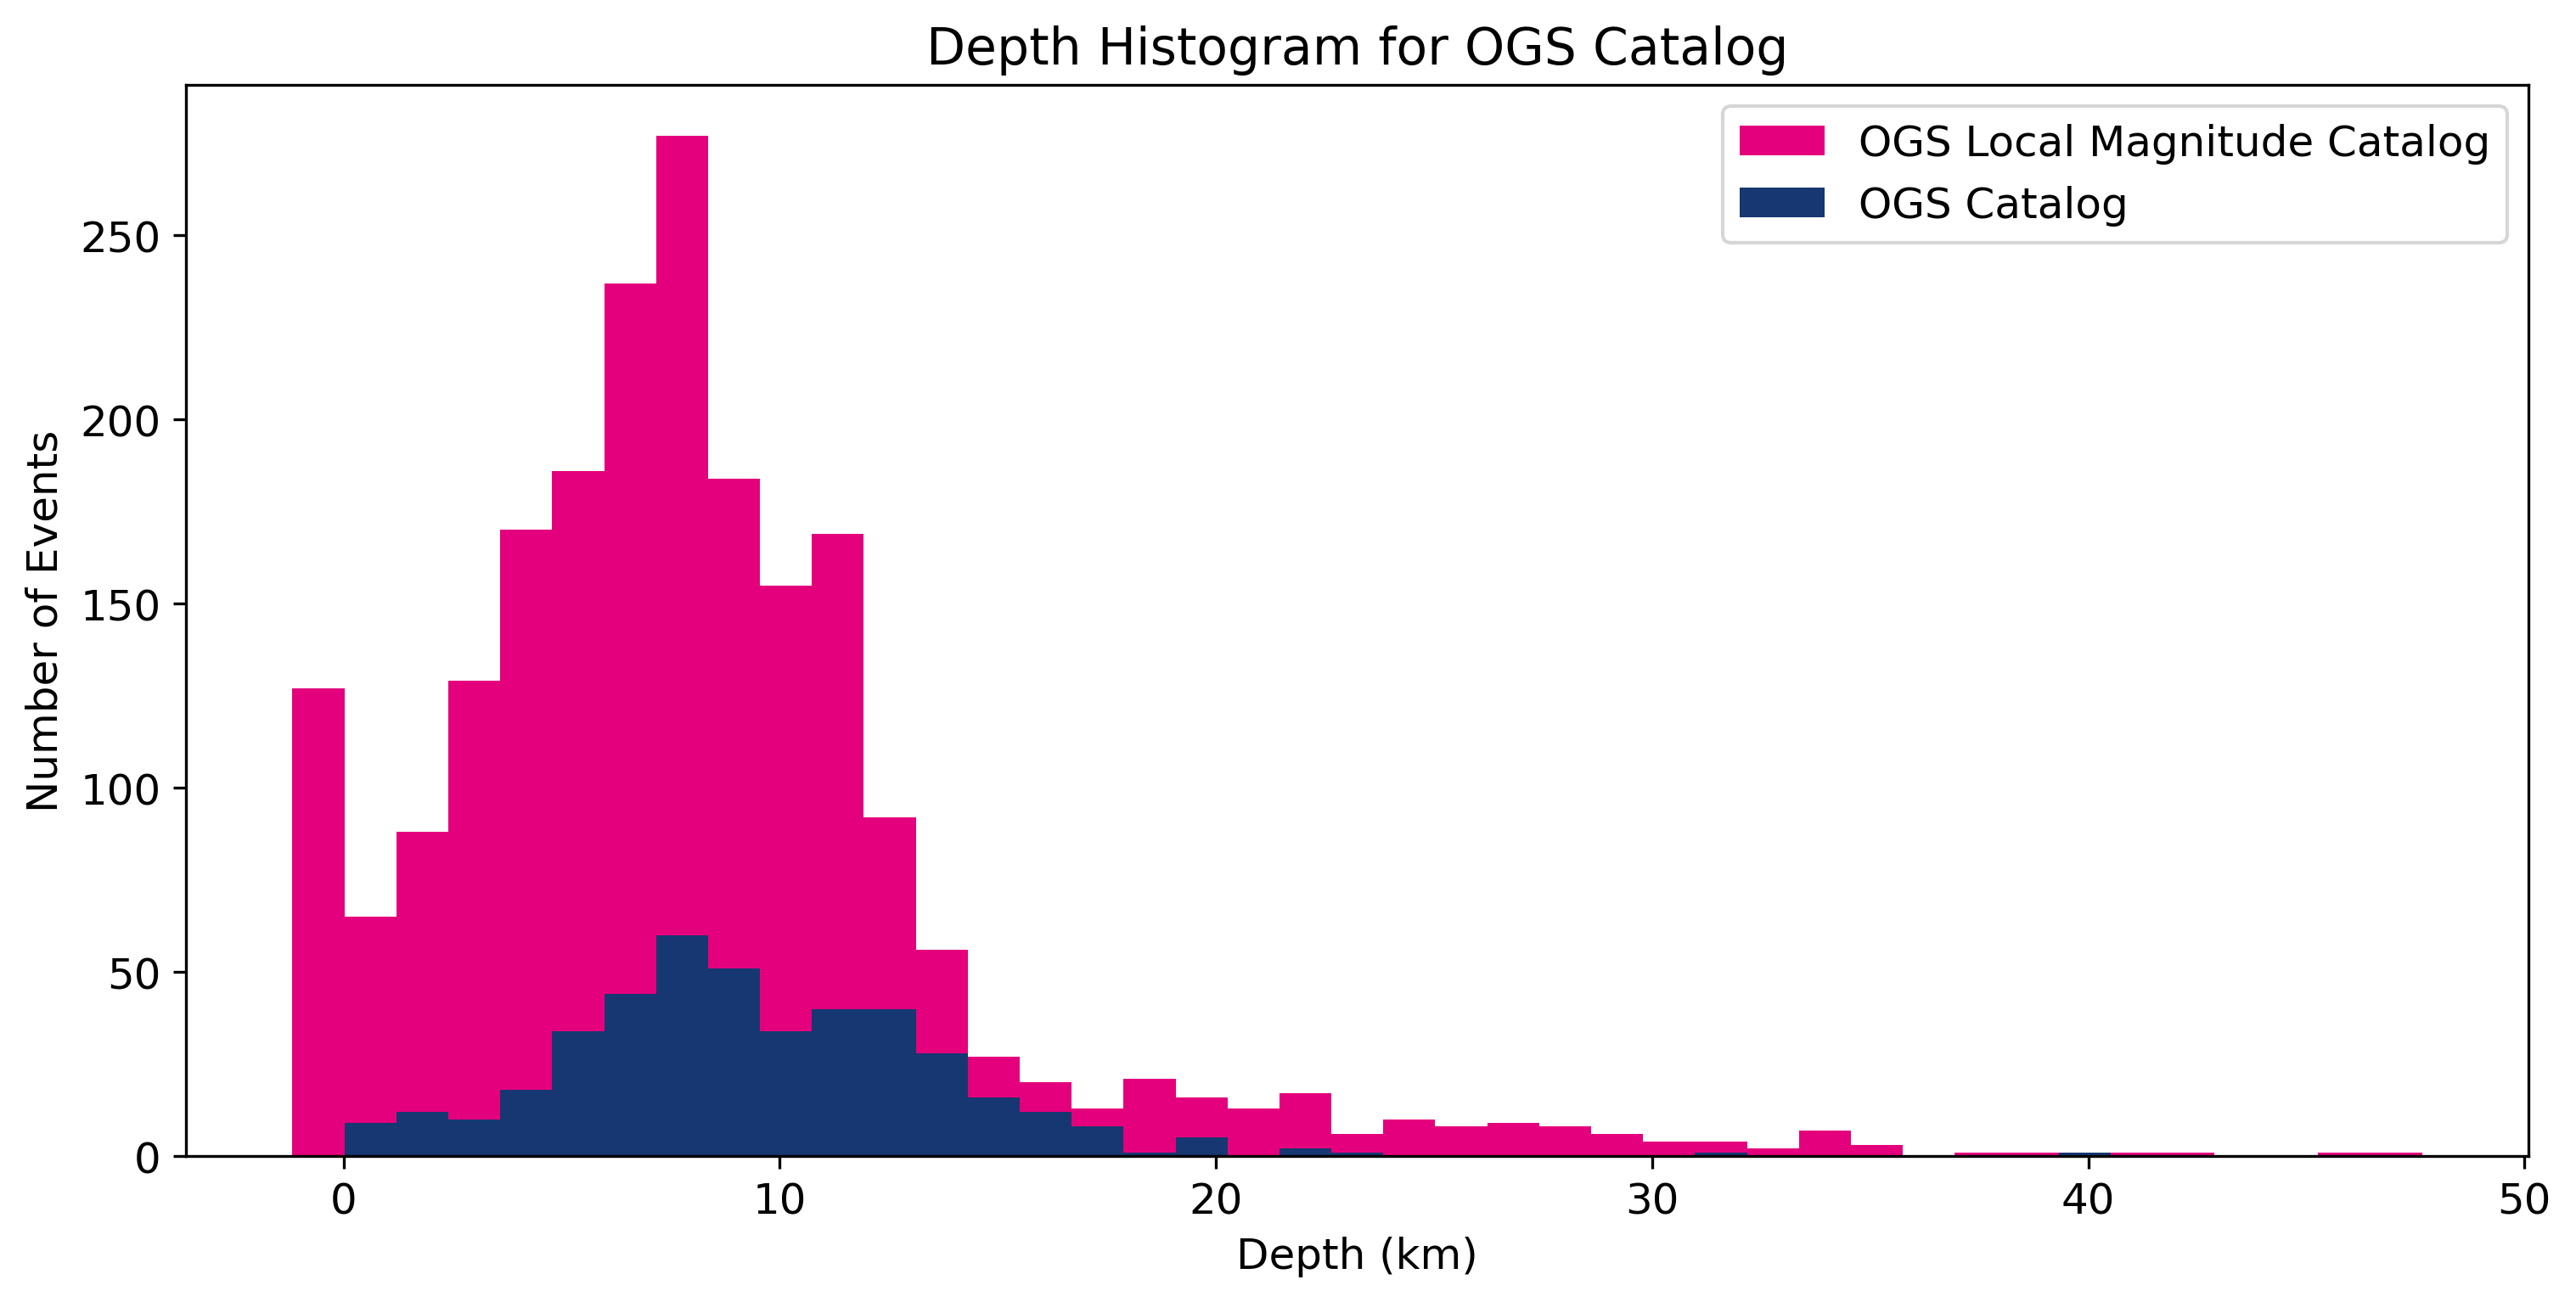 Depth Histogram for OGS Catalog
OGS Local Magnitude Catalog
OGS Catalog
Number of Events
250
200
150
100
50
0
0 10 20 30 40 50
Depth (km)